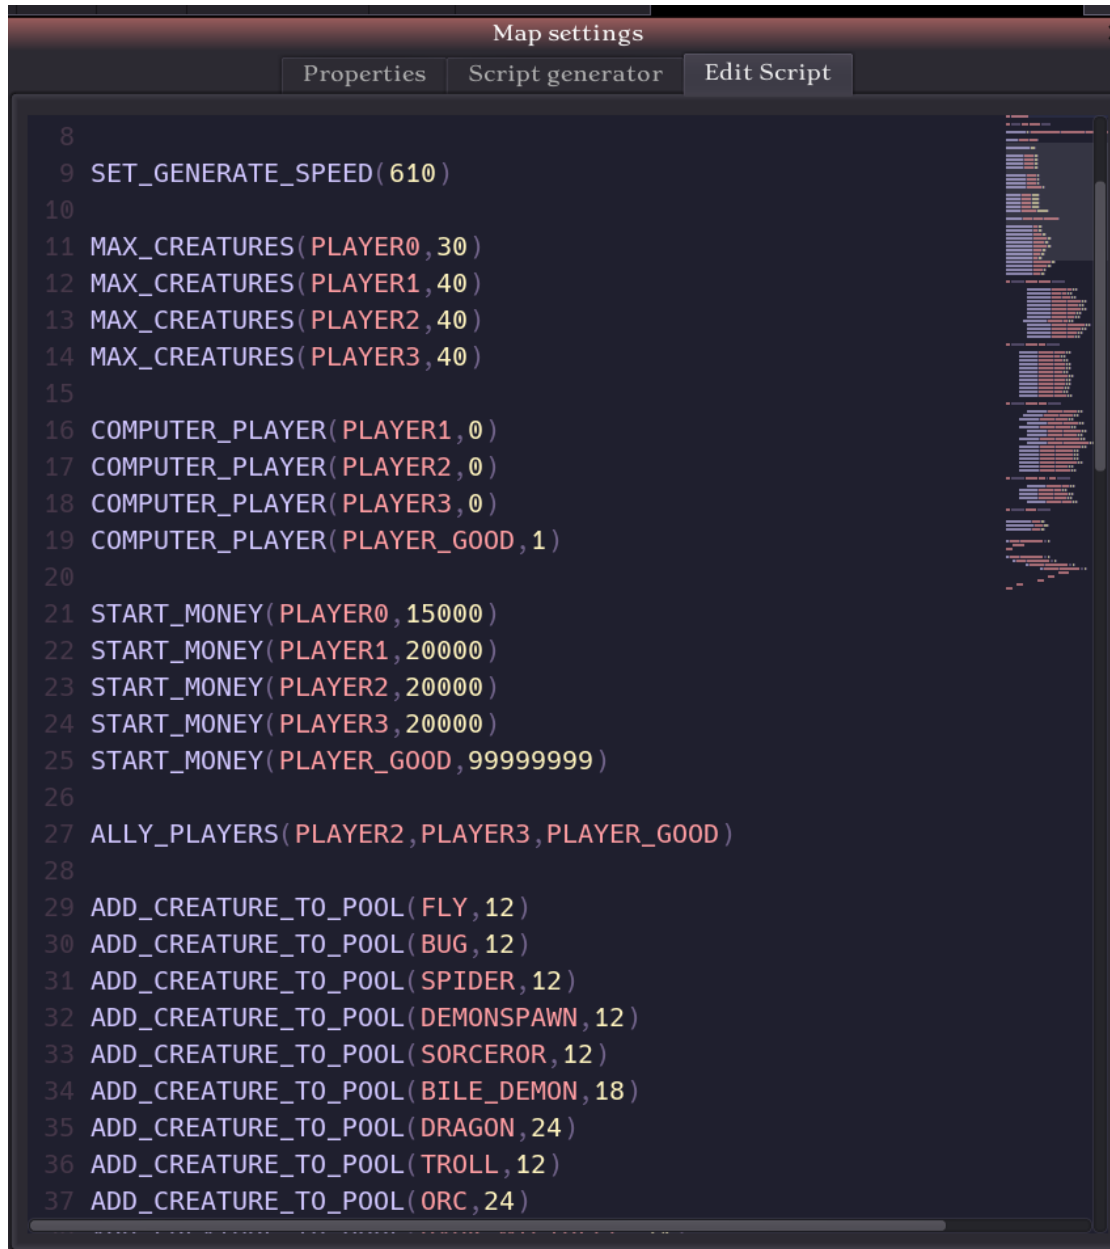 Map settings
Properties Script generator Edit Script
8
9 SET_GENERATE_SPEED(610)
10
11 MAX_CREATURES(PLAYER0,30)
12 MAX_CREATURES(PLAYER1,40)
13 MAX_CREATURES(PLAYER2,40)
14 MAX_CREATURES(PLAYER3,40)
15
16 COMPUTER_PLAYER(PLAYER1,0)
17 COMPUTER_PLAYER(PLAYER2,0)
18 COMPUTER_PLAYER(PLAYER3,0)
19 COMPUTER_PLAYER(PLAYER_GOOD,1)
20
21 START_MONEY(PLAYER0,15000)
22 START_MONEY(PLAYER1,20000)
23 START_MONEY(PLAYER2,20000)
24 START_MONEY(PLAYER3,20000)
25 START_MONEY(PLAYER_GOOD,99999999)
26
27 ALLY_PLAYERS(PLAYER2,PLAYER3,PLAYER_GOOD)
28
29 ADD_CREATURE_TO_POOL(FLY,12)
30 ADD_CREATURE_TO_POOL(BUG,12)
31 ADD_CREATURE_TO_POOL(SPIDER,12)
32 ADD_CREATURE_TO_POOL(DEMONSPAWN,12)
33 ADD_CREATURE_TO_POOL(SORCEROR,12)
34 ADD_CREATURE_TO_POOL(BILE_DEMON,18)
35 ADD_CREATURE_TO_POOL(DRAGON,24)
36 ADD_CREATURE_TO_POOL(TROLL,12)
37 ADD_CREATURE_TO_POOL(ORC,24)